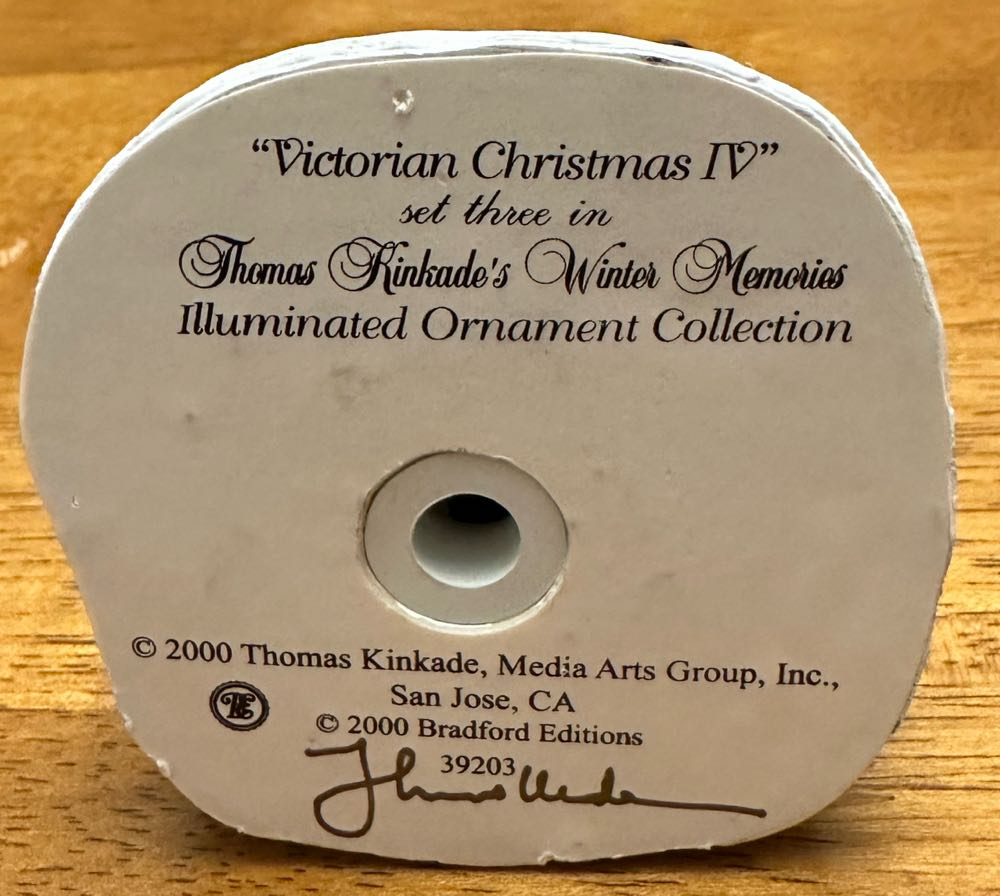 “Victorian Christmas IV”
set three in
Thomas Kinkade's Winter Memories
Illuminated Ornament Collection
© 2000 Thomas Kinkade, Media Arts Group, Inc.,
San Jose, CA
© 2000 Bradford Editions
39203